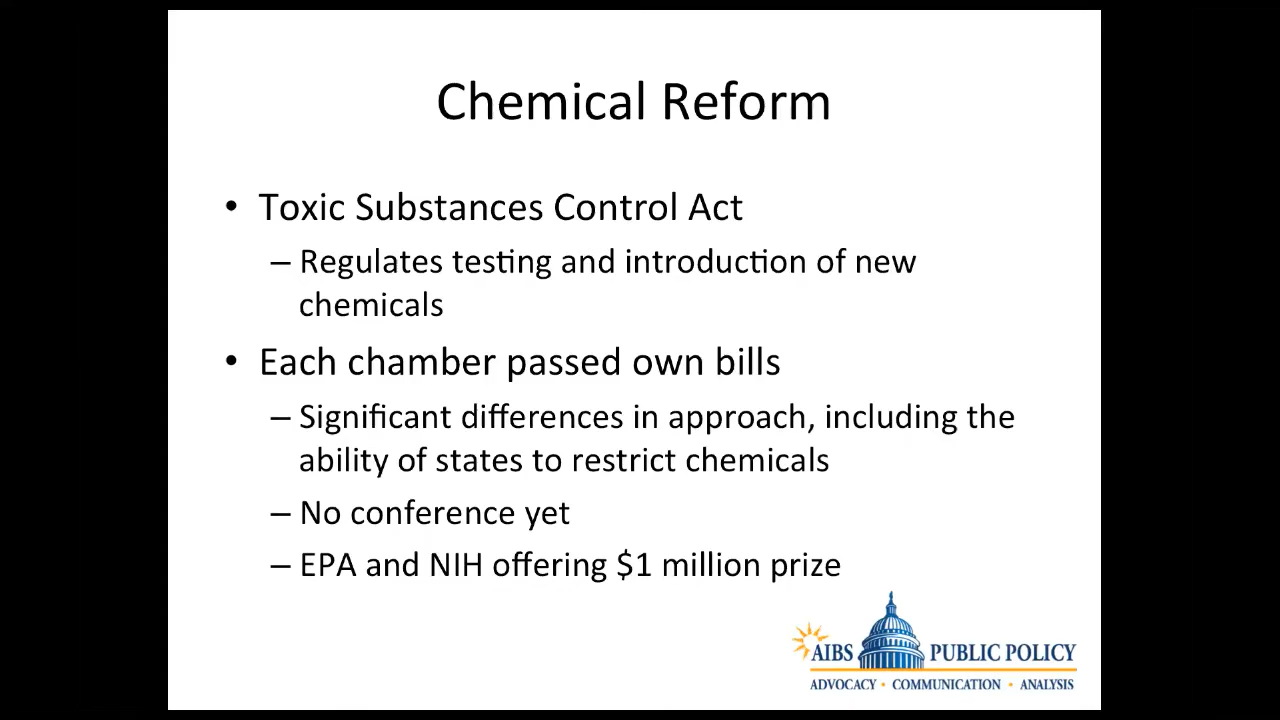 Chemical Reform
• Toxic Substances Control Act
– Regulates testing and introduction of new
chemicals
• Each chamber passed own bills
– Significant differences in approach, including the
ability of states to restrict chemicals
– No conference yet
– EPA and NIH offering $1 million prize
AIBS PUBLIC POLICY
ADVOCACY • COMMUNICATION • ANALYSIS